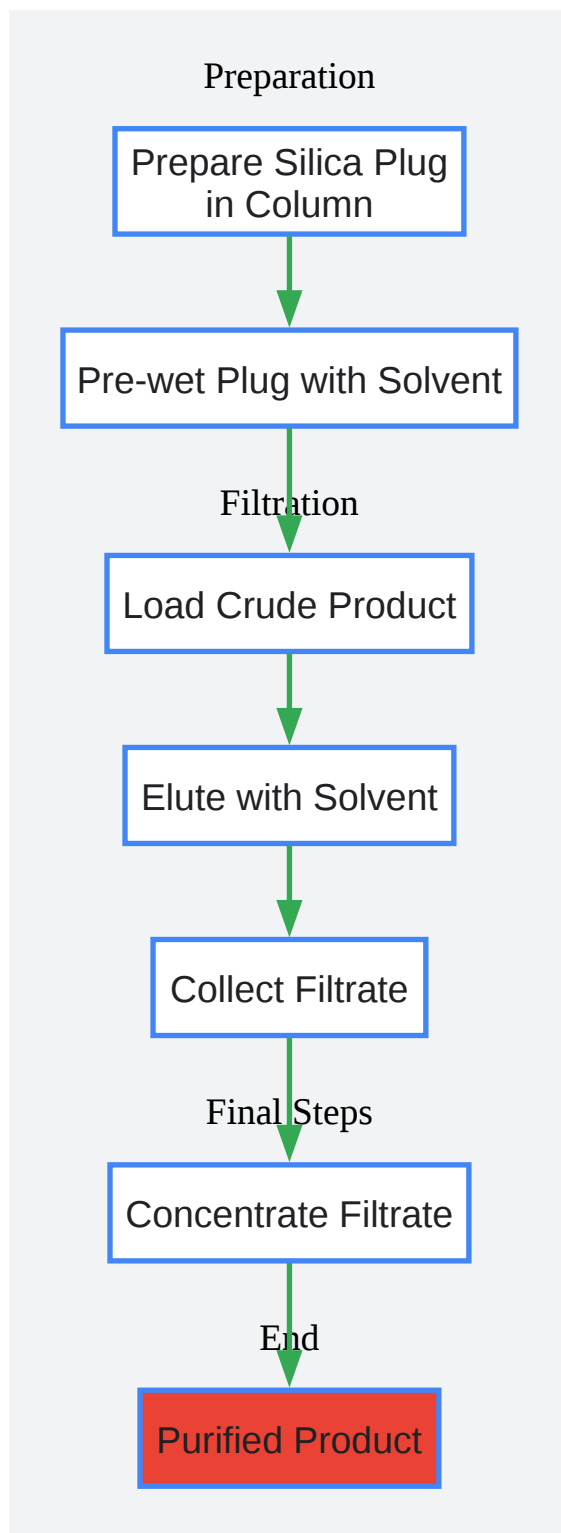 Preparation
Prepare Silica Plug
in Column
Pre-wet Plug with Solvent
Filtration
Load Crude Product
Elute with Solvent
Collect Filtrate
Final Steps
Concentrate Filtrate
End
Purified Product